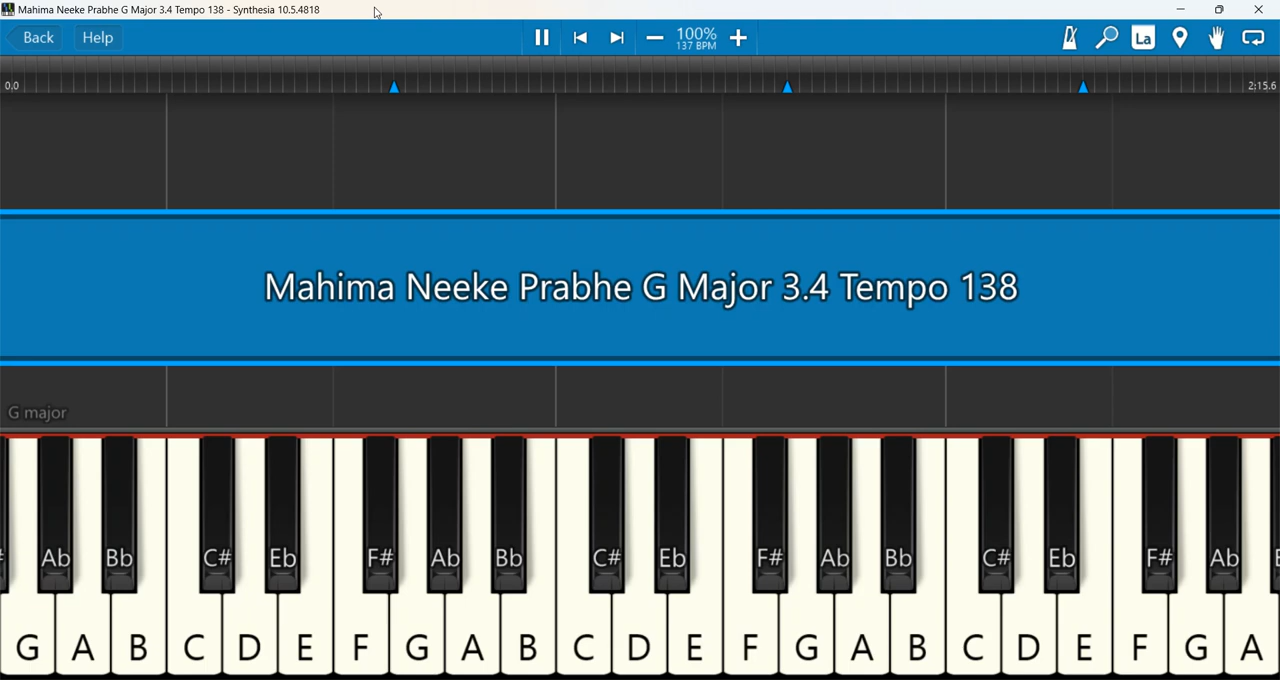 Mahima Neeke Prabhe G Major 3.4 Tempo 138 - Synthesia 10.5.4818
Back Help 100%
137 BPM La
0,0 2:15.6
Mahima Neeke Prabhe G Major 3.4 Tempo 138
G major
Ab Bb C# Eb F# Ab Bb C# Eb F# Ab Bb C# Eb F# Ab
G A B C D E F G A B C D E F G A B C D E F G A